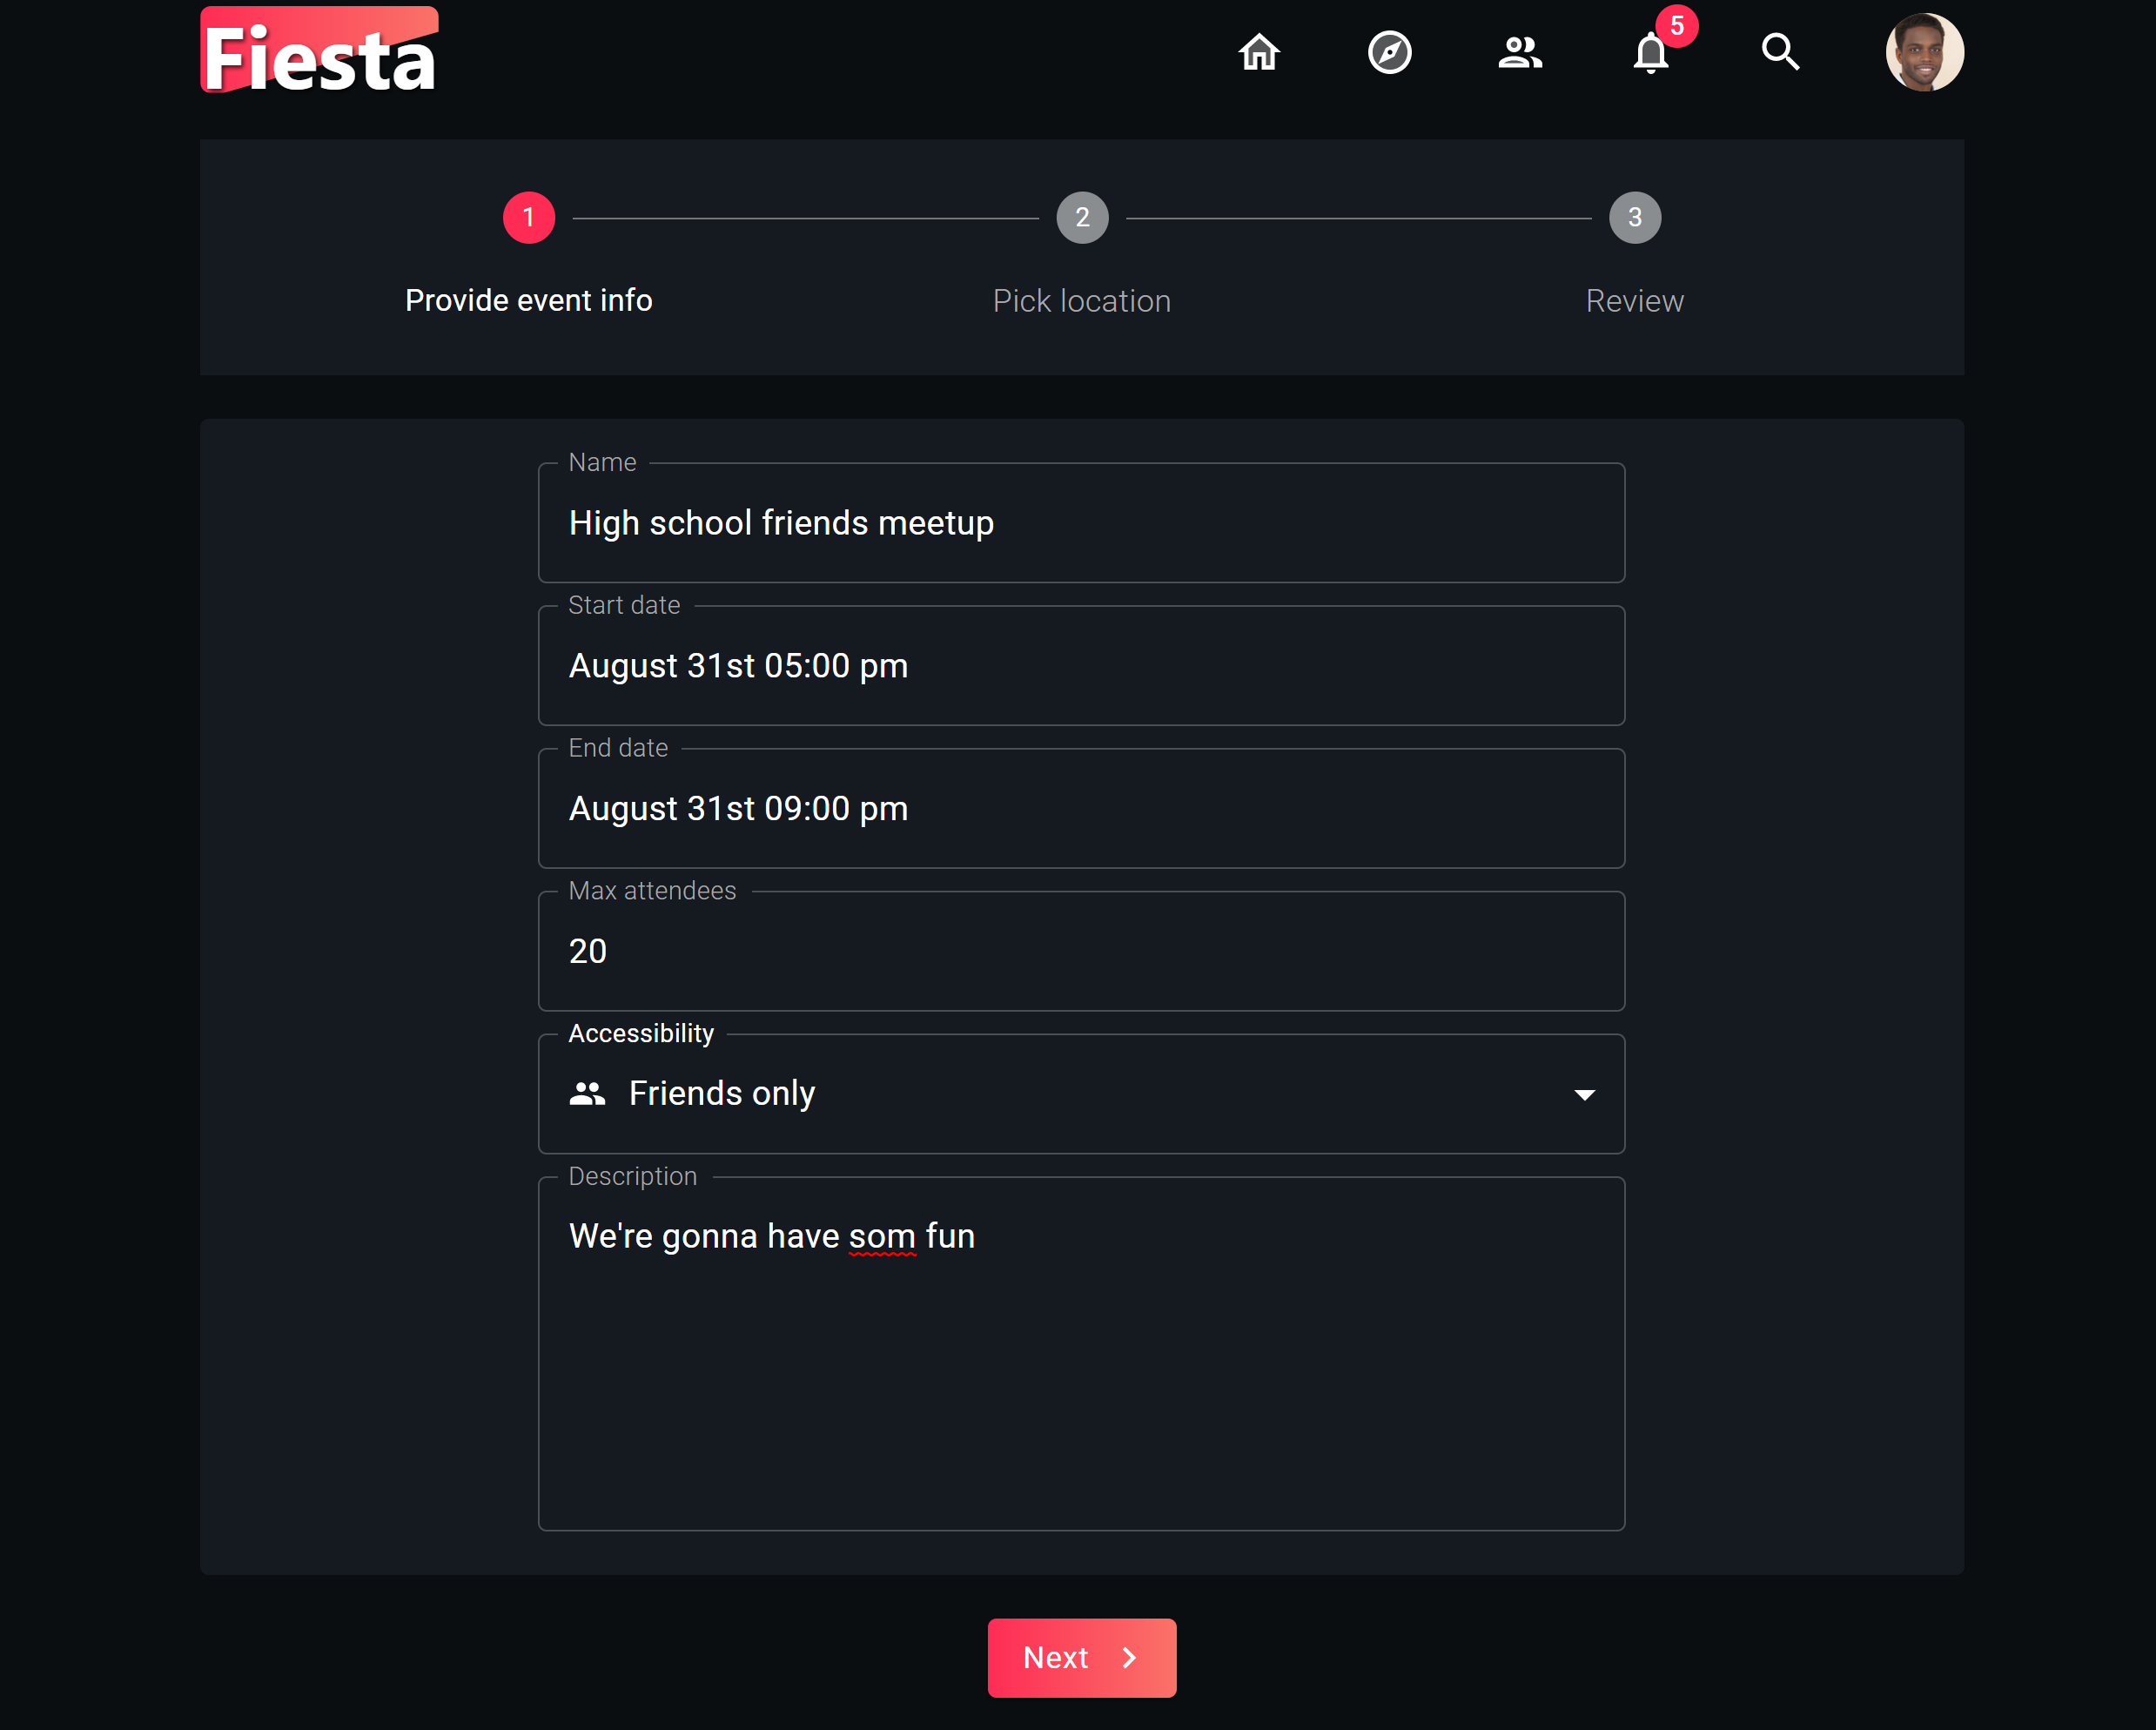 Fiesta
5
1
2
3
Provide event info
Pick location
Review
Name
High school friends meetup
Start date
August 31st 05:00 pm
End date
August 31st 09:00 pm
Max attendees
20
Accessibility
Friends only
Description
We're gonna have som fun
Next